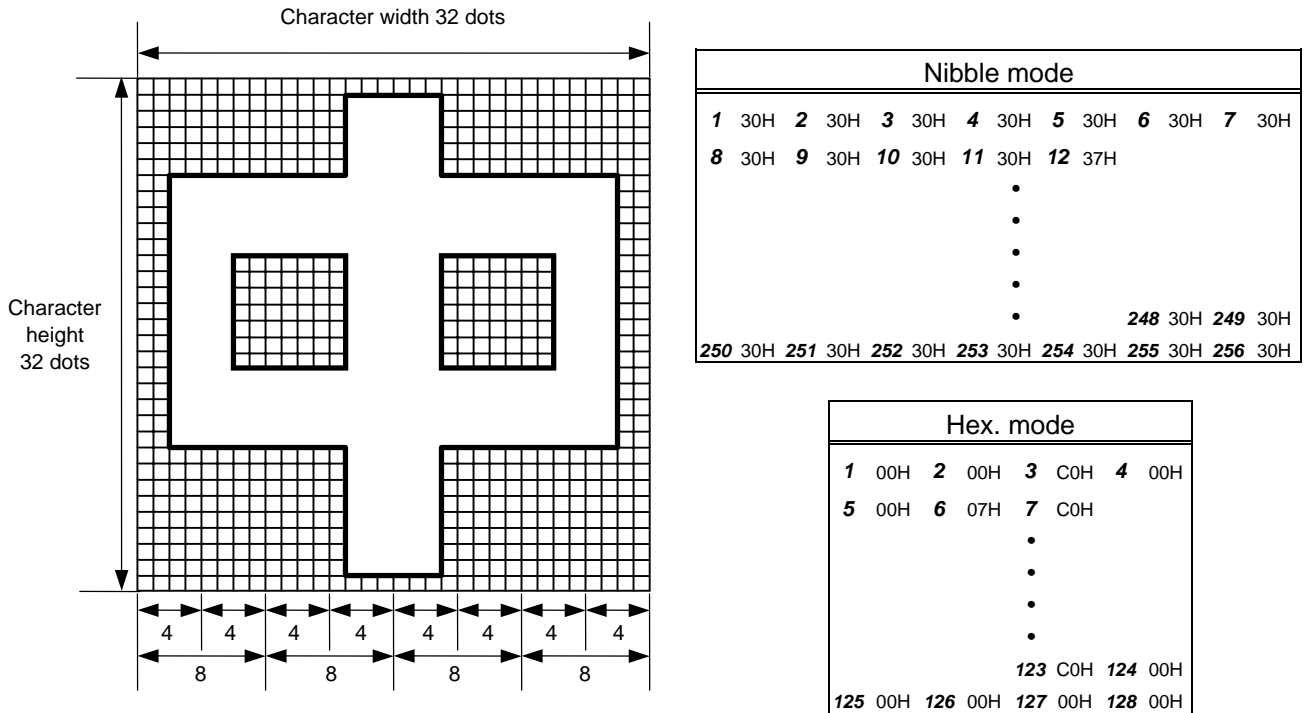 Character width 32 dots
Character
height
32 dots
4 4 4 4 4 4 4 4
8 8 8 8
Nibble mode
1 30H 2 30H 3 30H 4 30H 5 30H 6 30H 7 30H
8 30H 9 30H 10 30H 11 30H 12 37H
•
•
•
•
• 248 30H 249 30H
250 30H 251 30H 252 30H 253 30H 254 30H 255 30H 256 30H
Hex. mode
1 00H 2 00H 3 C0H 4 00H
5 00H 6 07H 7 C0H
•
•
•
•
123 C0H 124 00H
125 00H 126 00H 127 00H 128 00H